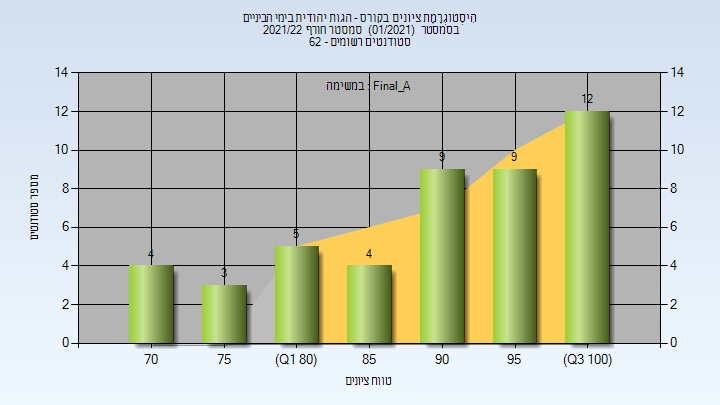 היסטוגרמת ציונים בקורס - הגות יהודית בימי הביניים
בסמסטר (01/2021) סמסטר חורף 2021/22
סטודנטים רשומים - 62
במשימה : Final_A
מספר סטודנטים
14 14
12 12
10 10
8 8
6 6
4 4
2 2
0 0
4 3 5 4 9 9 12
70 75 (Q1 80) 85 90 95 (Q3 100)
טווח ציונים